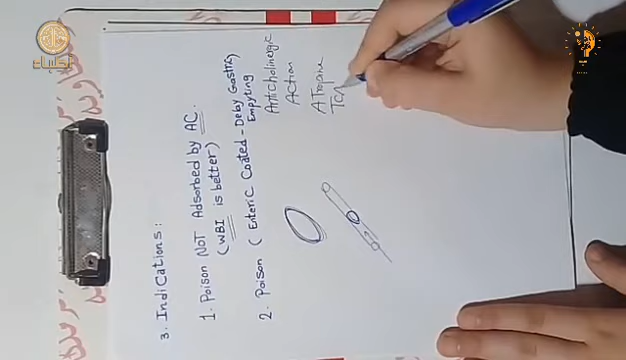 3. Indications:
1. Poison NOT Adsorbed by AC.
(WBI is better)
2. Poison ( Enteric Coated - Delay Gastric
Empyting
Anticholinergic
Action
ATropine
TCA